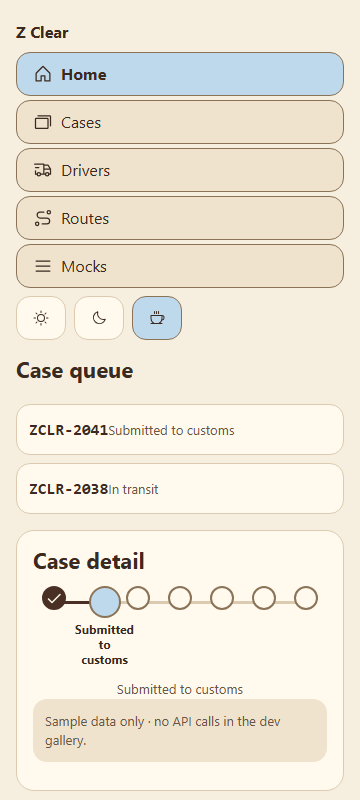 Z Clear
Home
Cases
Drivers
Routes
Mocks
Case queue
ZCLR-2041Submitted to customs
ZCLR-2038In transit
Case detail
Submitted
to
customs
Submitted to customs
Sample data only · no API calls in the dev
gallery.